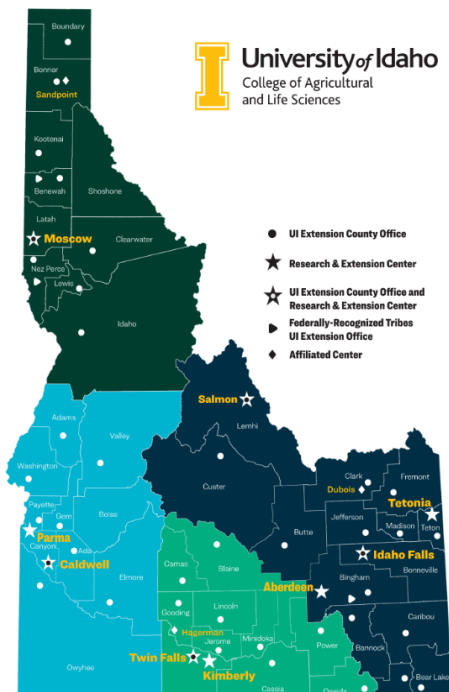 Boundary
University of Idaho
College of Agricultural
and Life Sciences
Bonner
Sandpoint
Kootenai
Benewah
Shoshone
Latah
Moscow
Clearwater
Nez Perce
Lewis
Idaho
UI Extension County Office
Research & Extension Center
UI Extension County Office and
Research & Extension Center
Federally-Recognized Tribes
UI Extension Office
Affiliated Center
Salmon
Lemhi
Adams
Valley
Washington
Custer
Clark
Fremont
Dubois
Tetonia
Payette
Gem
Boise
Butte
Jefferson
Madison
Teton
Parma
Canyon
Ada
Caldwell
Idaho Falls
Bonneville
Elmore
Camas
Blaine
Aberdeen
Bingham
Gooding
Lincoln
Caribou
Hagerman
Jerome
Minidoka
Power
Bannock
Owyhee
Twin Falls
Kimberly
Cassia
Bear Lake